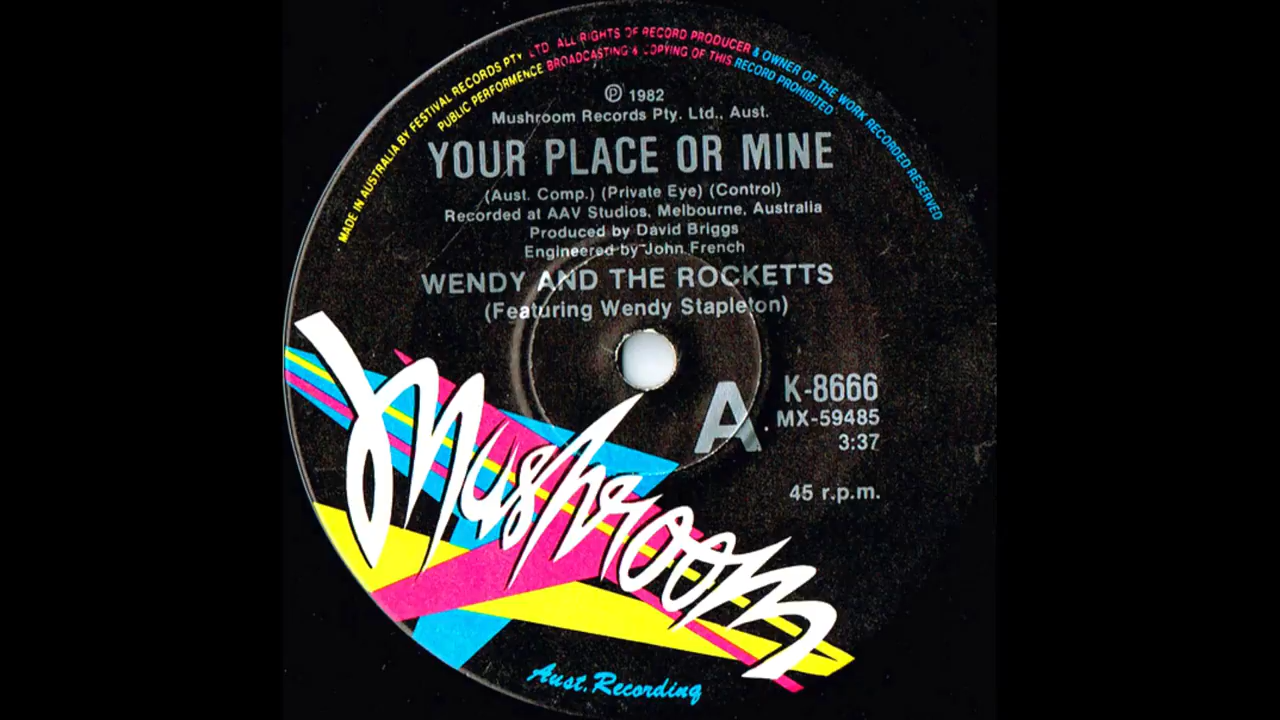 MADE IN AUSTRALIA BY FESTIVAL RECORDS PTY LTD ALL RIGHTS OF RECORD PRODUCER & OWNER OF THE WORK RECORDED RESERVED
PUBLIC PERFORMENCE BROADCASTING & COPYING OF THIS RECORD PROHIBITED
℗ 1982
Mushroom Records Pty. Ltd., Aust.
YOUR PLACE OR MINE
(Aust. Comp.) (Private Eye) (Control)
Recorded at AAV Studios, Melbourne, Australia
Produced by David Briggs
Engineered by John French
WENDY AND THE ROCKETTS
(Featuring Wendy Stapleton)
A
K-8666
MX-59485
3:37
45 r.p.m.
Mushroom
Aust. Recording